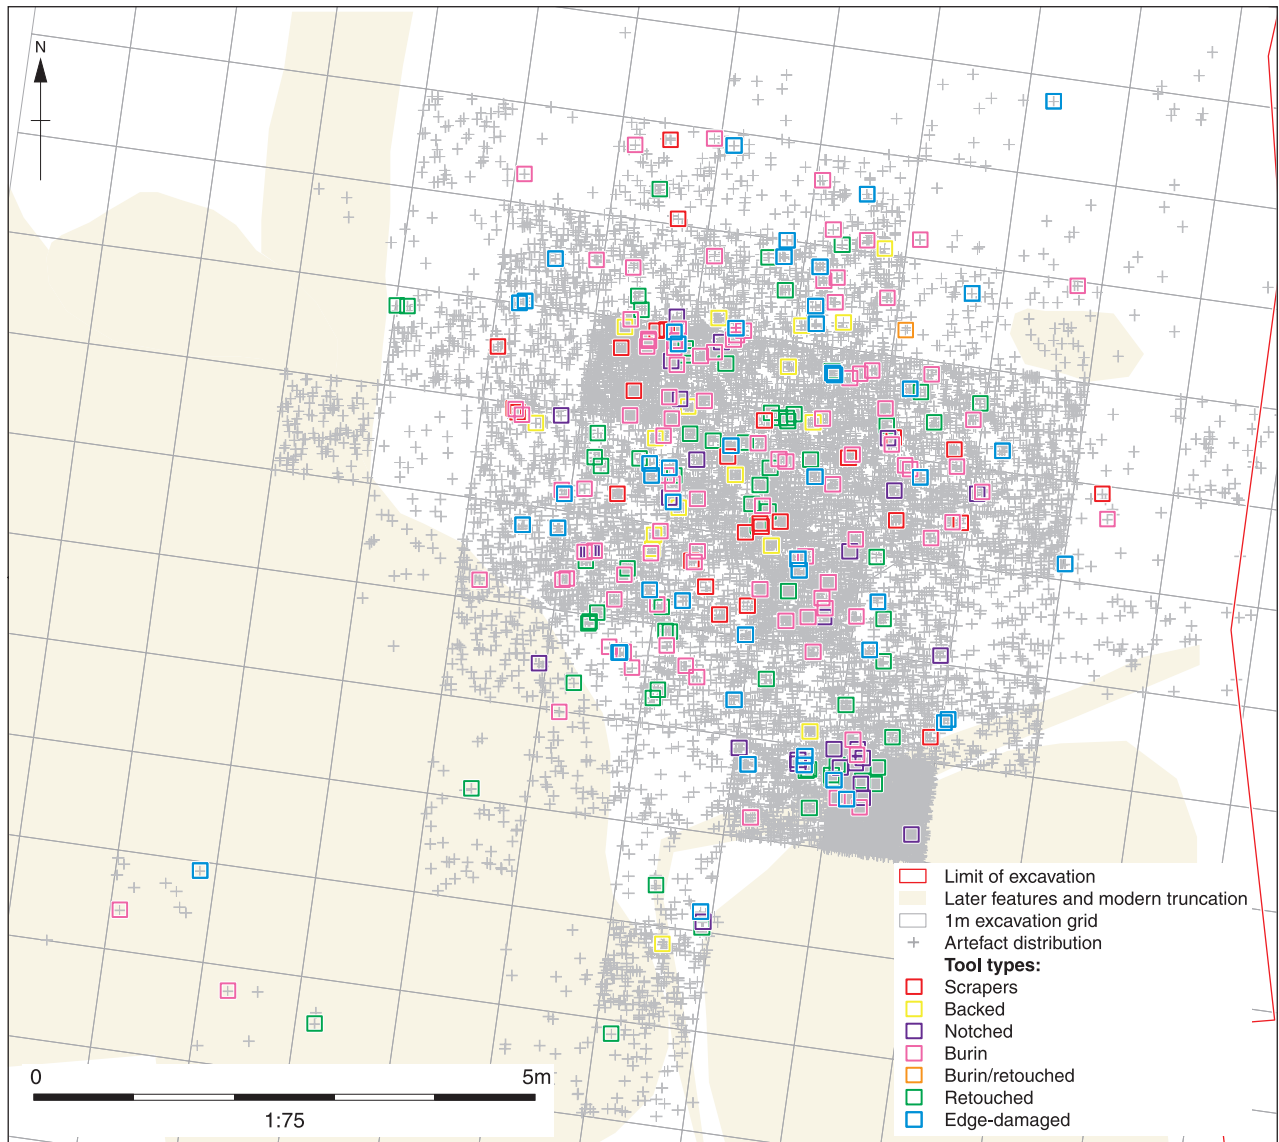 N
Limit of excavation
Later features and modern truncation
1m excavation grid
Artefact distribution
Tool types:
Scrapers
Backed
Notched
Burin
Burin/retouched
Retouched
Edge-damaged
0 5m
1:75